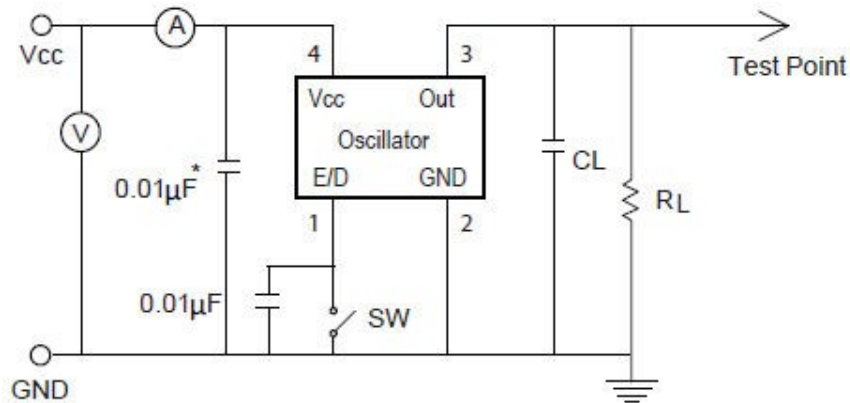 A
Vcc
4
3
Test Point
Vcc
Out
V
Oscillator
0.01µF*
E/D
GND
CL
RL
1
2
0.01µF
SW
GND